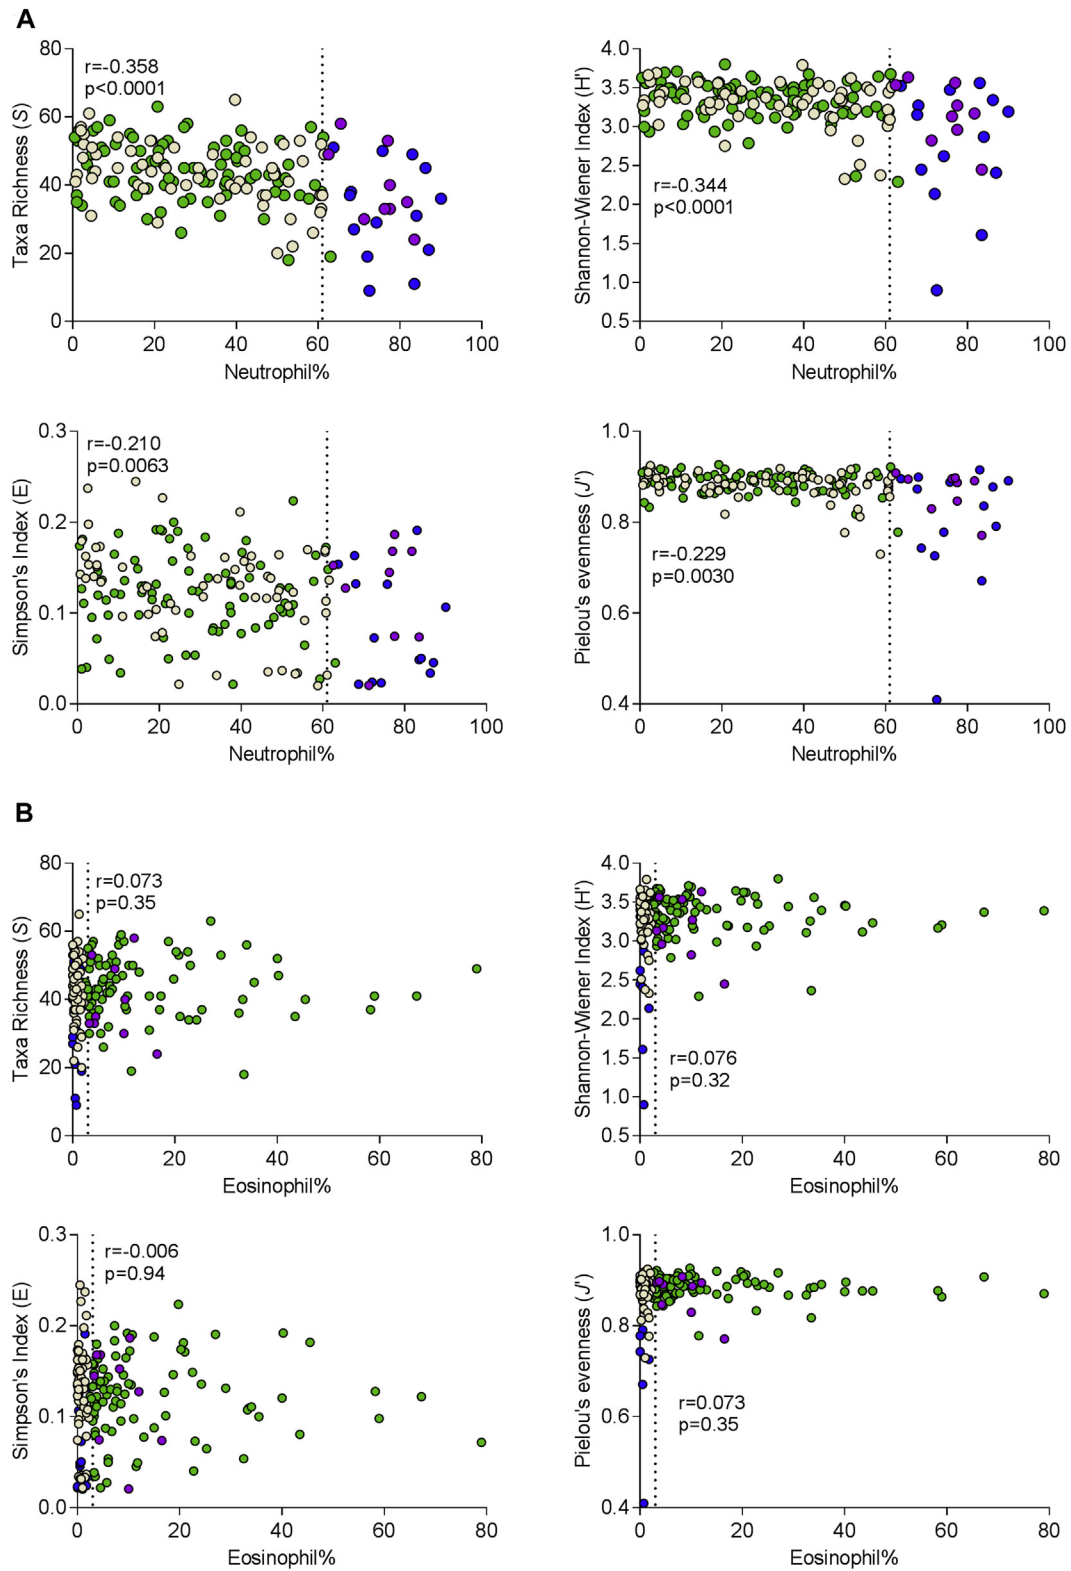 A
80
60
40
20
0
r=-0.358
p<0.0001
Taxa Richness (S)
0 20 40 60 80 100
Neutrophil%
4.0
3.5
3.0
2.5
2.0
1.5
1.0
0.5
r=-0.344
p<0.0001
Shannon-Wiener Index (H')
0 20 40 60 80 100
Neutrophil%
0.3
0.2
0.1
0.0
r=-0.210
p=0.0063
Simpson's Index (E)
0 20 40 60 80 100
Neutrophil%
1.0
0.8
0.6
0.4
r=-0.229
p=0.0030
Pielou's evenness (J')
0 20 40 60 80 100
Neutrophil%
B
80
60
40
20
0
r=0.073
p=0.35
Taxa Richness (S)
0 20 40 60 80
Eosinophil%
4.0
3.5
3.0
2.5
2.0
1.5
1.0
0.5
r=0.076
p=0.32
Shannon-Wiener Index (H')
0 20 40 60 80
Eosinophil%
0.3
0.2
0.1
0.0
r=-0.006
p=0.94
Simpson's Index (E)
0 20 40 60 80
Eosinophil%
1.0
0.8
0.6
0.4
r=0.073
p=0.35
Pielou's evenness (J')
0 20 40 60 80
Eosinophil%